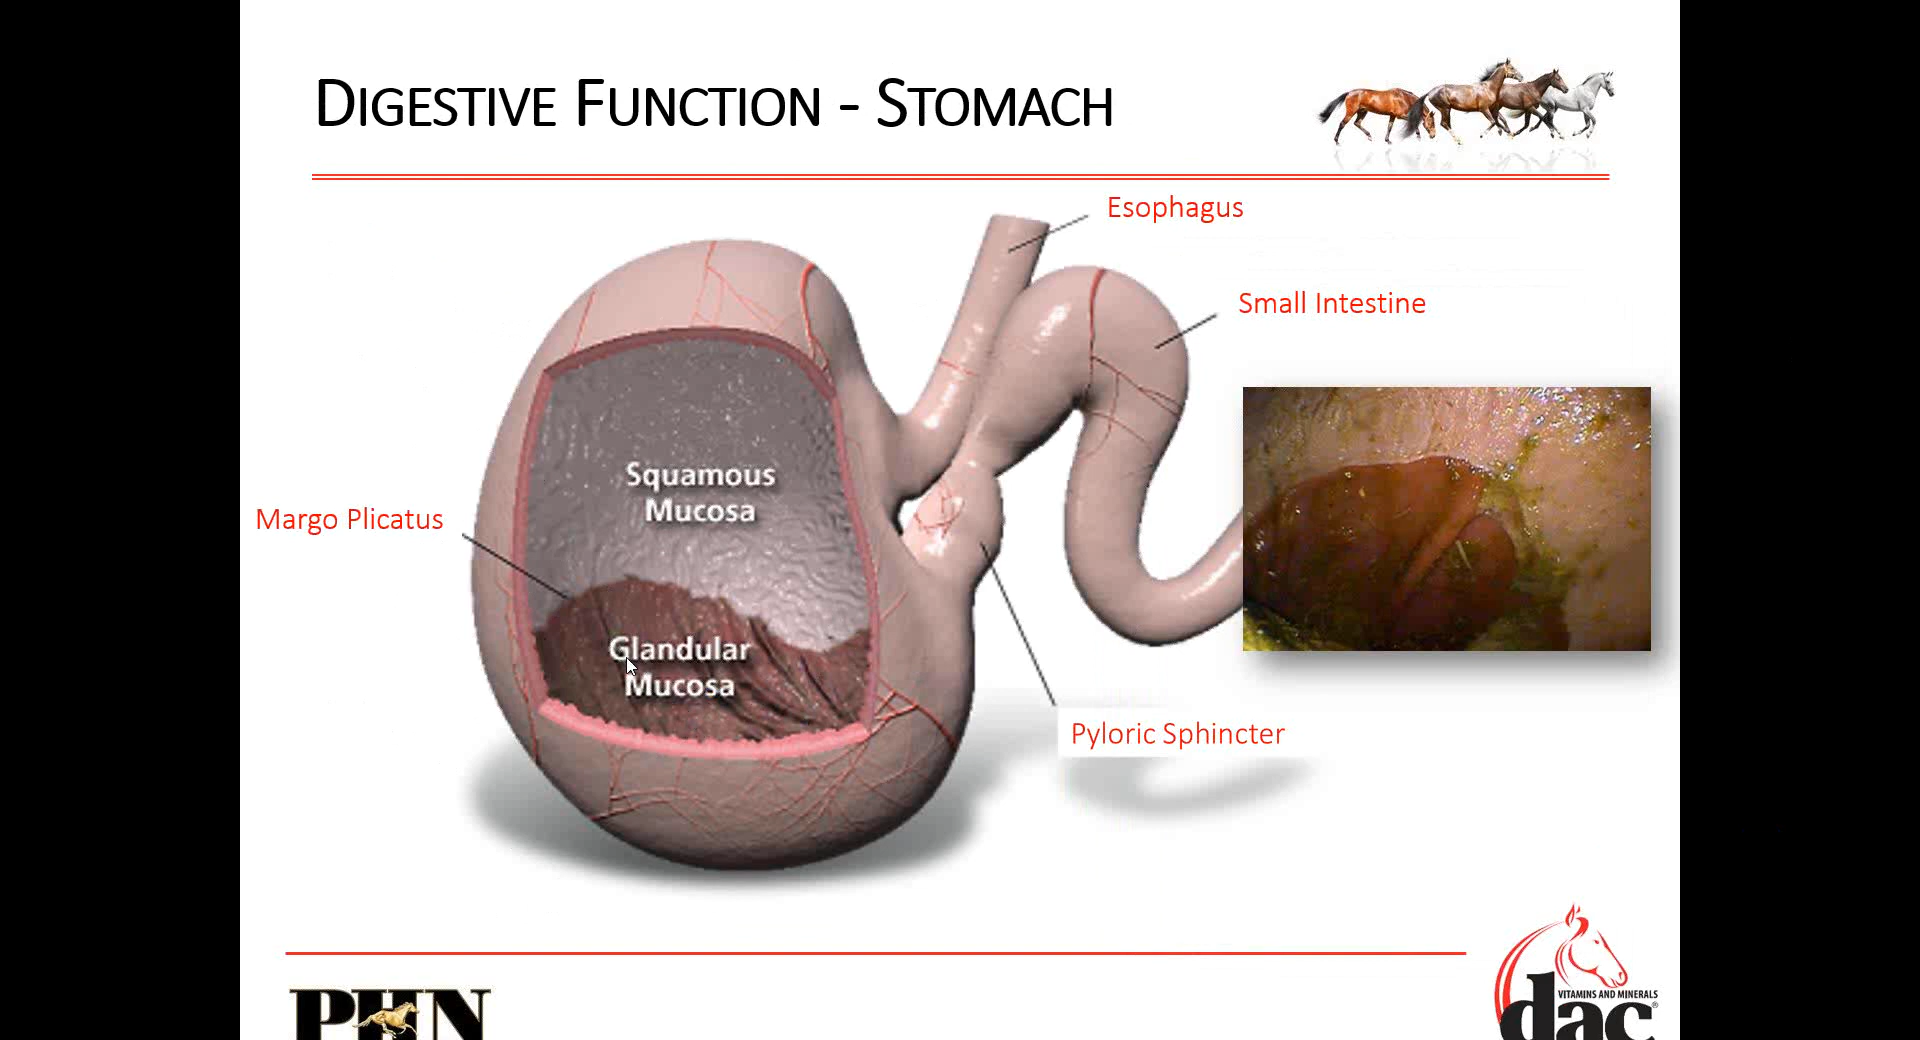 DIGESTIVE FUNCTION - STOMACH
Esophagus
Small Intestine
Squamous
Mucosa
Margo Plicatus
Glandular
Mucosa
Pyloric Sphincter
PHN
VITAMINS AND MINERALS
dac®